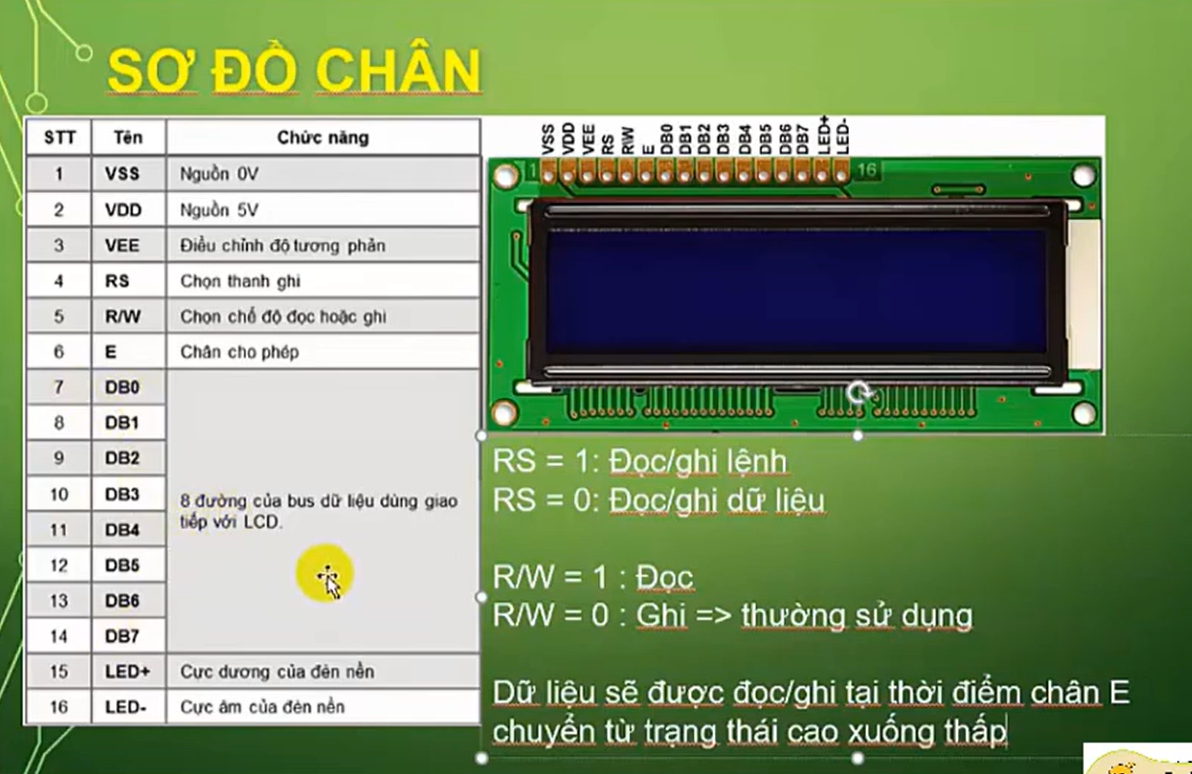 SƠ ĐỒ CHÂN
STT Tên Chức năng
1 VSS Nguồn 0V
2 VDD Nguồn 5V
3 VEE Điều chỉnh độ tương phản
4 RS Chọn thanh ghi
5 R/W Chọn chế độ đọc hoặc ghi
6 E Chân cho phép
7 DB0
8 DB1
9 DB2
10 DB3
11 DB4
12 DB5
13 DB6
14 DB7
8 đường của bus dữ liệu dùng giao
tiếp với LCD.
15 LED+ Cực dương của đèn nền
16 LED- Cực âm của đèn nền
VSS VDD VEE RS R/W E DB0 DB1 DB2 DB3 DB4 DB5 DB6 DB7 LED+ LED-
1 16
RS = 1: Đọc/ghi lệnh
RS = 0: Đọc/ghi dữ liệu
R/W = 1 : Đọc
R/W = 0 : Ghi => thường sử dụng
Dữ liệu sẽ được đọc/ghi tại thời điểm chân E
chuyển từ trạng thái cao xuống thấp